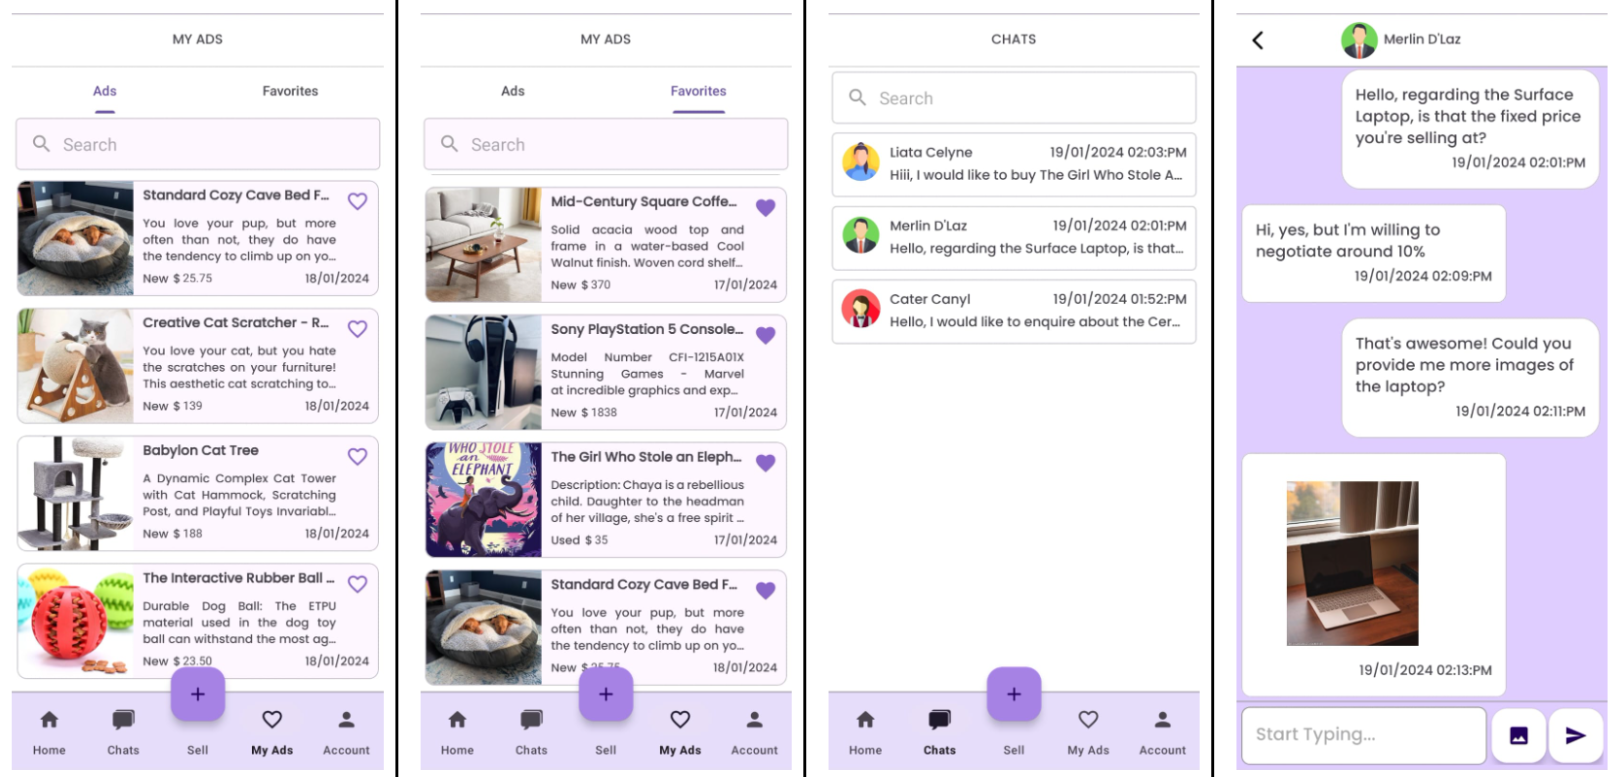 MY ADS
Ads
Favorites
Search
Standard Cozy Cave Bed F...
You love your pup, but more
often than not, they do have
the tendency to climb up on yo...
New $ 25.75
18/01/2024
Creative Cat Scratcher - R...
You love your cat, but you hate
the scratches on your furniture!
This aesthetic cat scratching to...
New $ 139
18/01/2024
Babylon Cat Tree
A Dynamic Complex Cat Tower
with Cat Hammock, Scratching
Post, and Playful Toys Invariabl...
New $ 188
18/01/2024
The Interactive Rubber Ball ...
Durable Dog Ball: The ETPU
material used in the dog toy
ball can withstand the most ag...
New $ 23.50
18/01/2024
+
Home
Chats
Sell
My Ads
Account
MY ADS
Ads
Favorites
Search
Mid-Century Square Coffe...
Solid acacia wood top and
frame in a water-based Cool
Walnut finish. Woven cord shelf...
New $ 370
17/01/2024
Sony PlayStation 5 Console...
Model Number CFI-1215A01X
Stunning Games - Marvel
at incredible graphics and exp...
New $ 1838
17/01/2024
WHO STOLE
an
ELEPHANT
The Girl Who Stole an Eleph...
Description: Chaya is a rebellious
child. Daughter to the headman
of her village, she's a free spirit ...
Used $ 35
17/01/2024
Standard Cozy Cave Bed F...
You love your pup, but more
often than not, they do have
the tendency to climb up on yo...
New $ 25.75
18/01/2024
+
Home
Chats
Sell
My Ads
Account
CHATS
Search
Liata Celyne
19/01/2024 02:03:PM
Hiii, I would like to buy The Girl Who Stole A...
Merlin D'Laz
19/01/2024 02:01:PM
Hello, regarding the Surface Laptop, is that...
Cater Canyl
19/01/2024 01:52:PM
Hello, I would like to enquire about the Cer...
+
Home
Chats
Sell
My Ads
Account
Merlin D'Laz
Hello, regarding the Surface
Laptop, is that the fixed price
you're selling at?
19/01/2024 02:01:PM
Hi, yes, but I'm willing to
negotiate around 10%
19/01/2024 02:09:PM
That's awesome! Could you
provide me more images of
the laptop?
19/01/2024 02:11:PM
19/01/2024 02:13:PM
Start Typing...